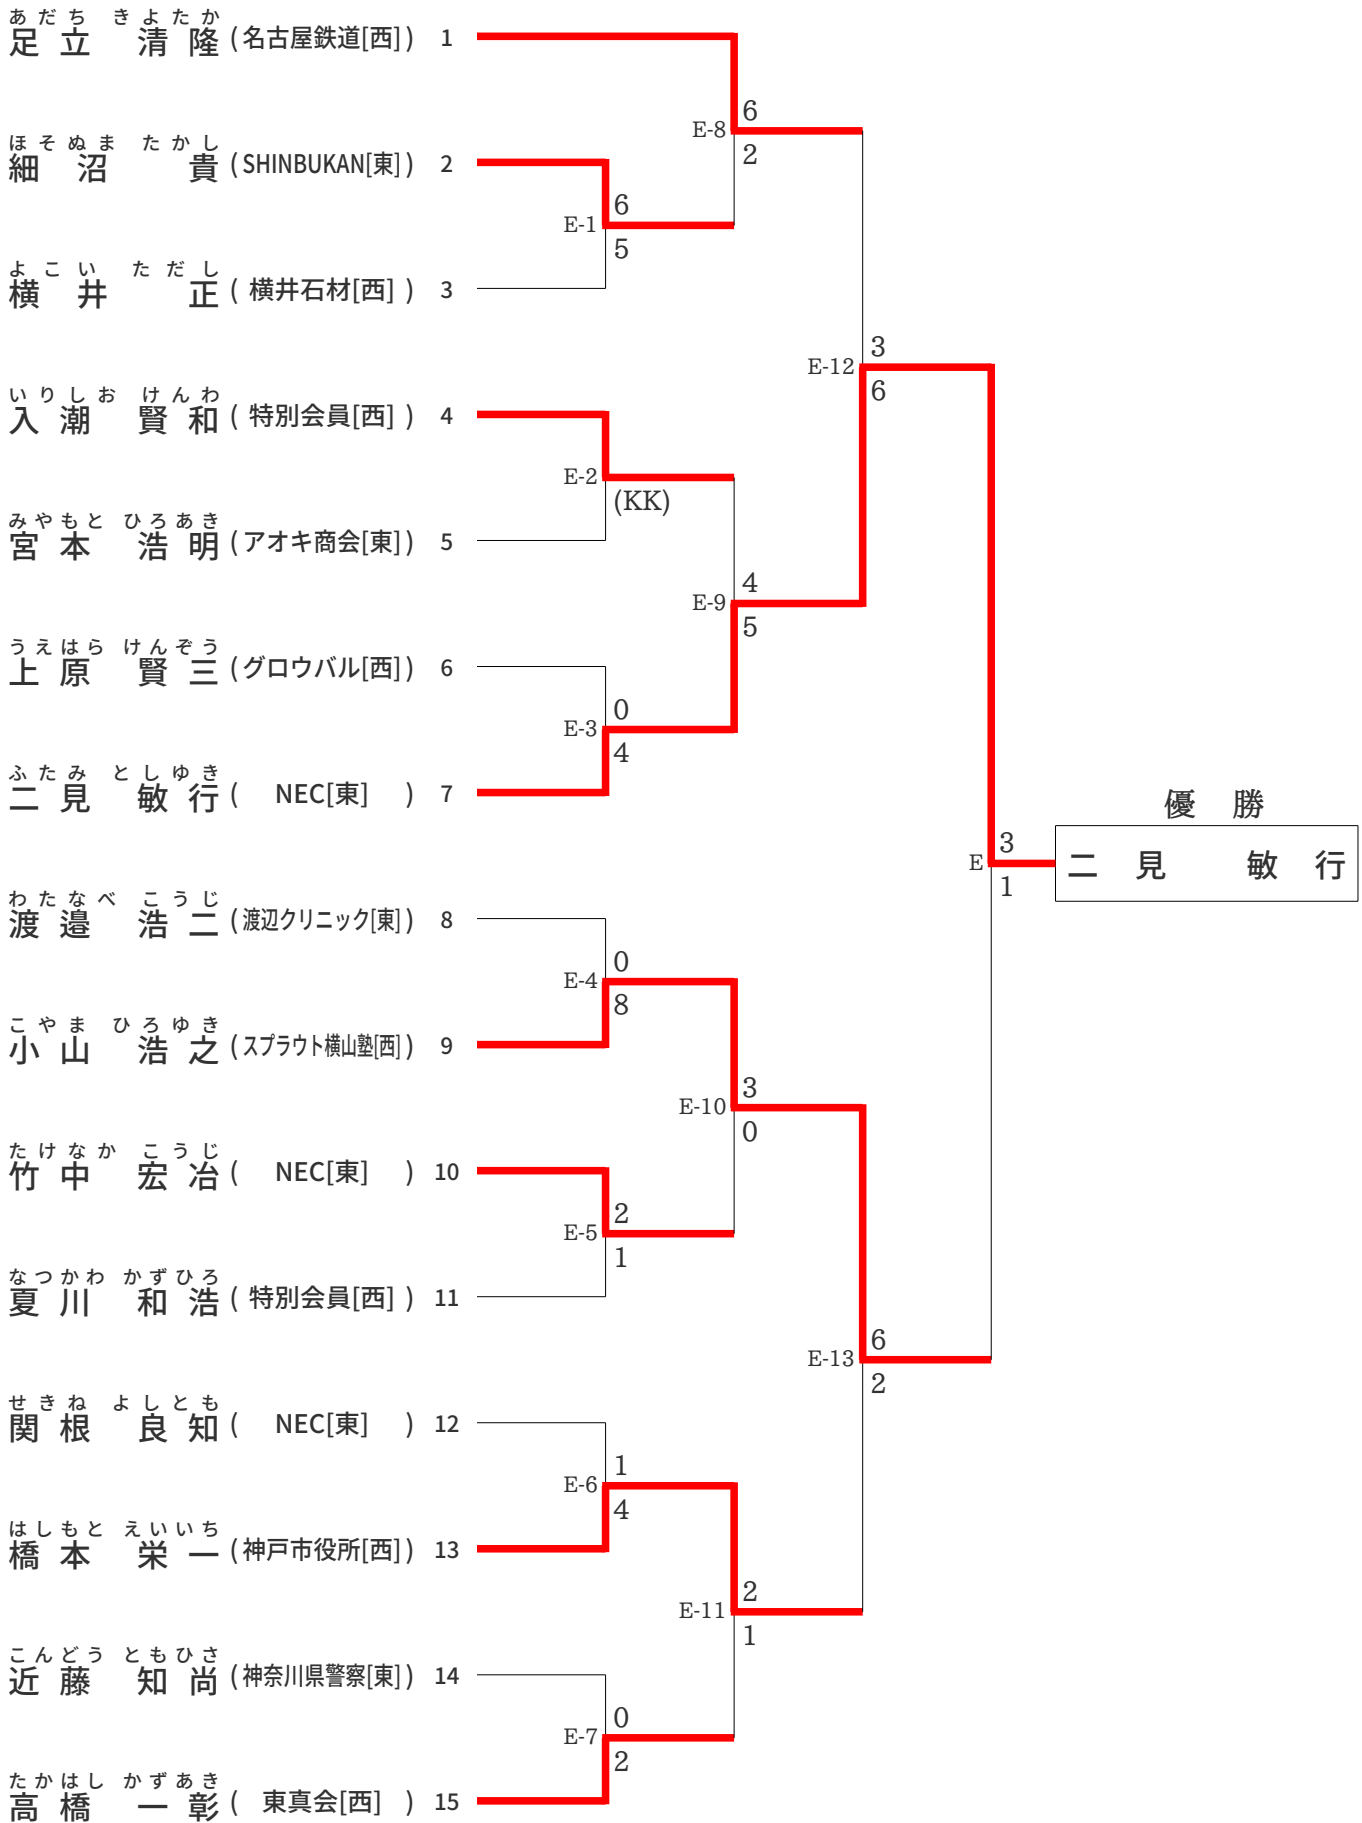 あだち きよたか
足立 清隆 (名古屋鉄道[西]) 1
6
E-8
2
ほそぬま たかし
細沼 貴 (SHINBUKAN[東]) 2
6
E-1
5
よこい ただし
横井 正 (横井石材[西]) 3
3
E-12
6
いりしお けんわ
入潮 賢和 (特別会員[西]) 4
E-2
(KK)
みやもと ひろあき
宮本 浩明 (アオキ商会[東]) 5
4
E-9
5
うえはら けんぞう
上原 賢三 (グロウバル[西]) 6
0
E-3
4
ふたみ としゆき
二見 敏行 (NEC[東]) 7
優勝
3
E
1
二見 敏行
わたなべ こうじ
渡邉 浩二 (渡辺クリニック[東]) 8
0
E-4
8
こやま ひろゆき
小山 浩之 (スプラウト横山塾[西]) 9
3
E-10
0
たけなか こうじ
竹中 宏冶 (NEC[東]) 10
2
E-5
1
なつかわ かずひろ
夏川 和浩 (特別会員[西]) 11
6
E-13
2
せきね よしとも
関根 良知 (NEC[東]) 12
1
E-6
4
はしもと えいいち
橋本 栄一 (神戸市役所[西]) 13
2
E-11
1
こんどう ともひさ
近藤 知尚 (神奈川県警察[東]) 14
0
E-7
2
たかはし かずあき
高橋 一彰 (東真会[西]) 15